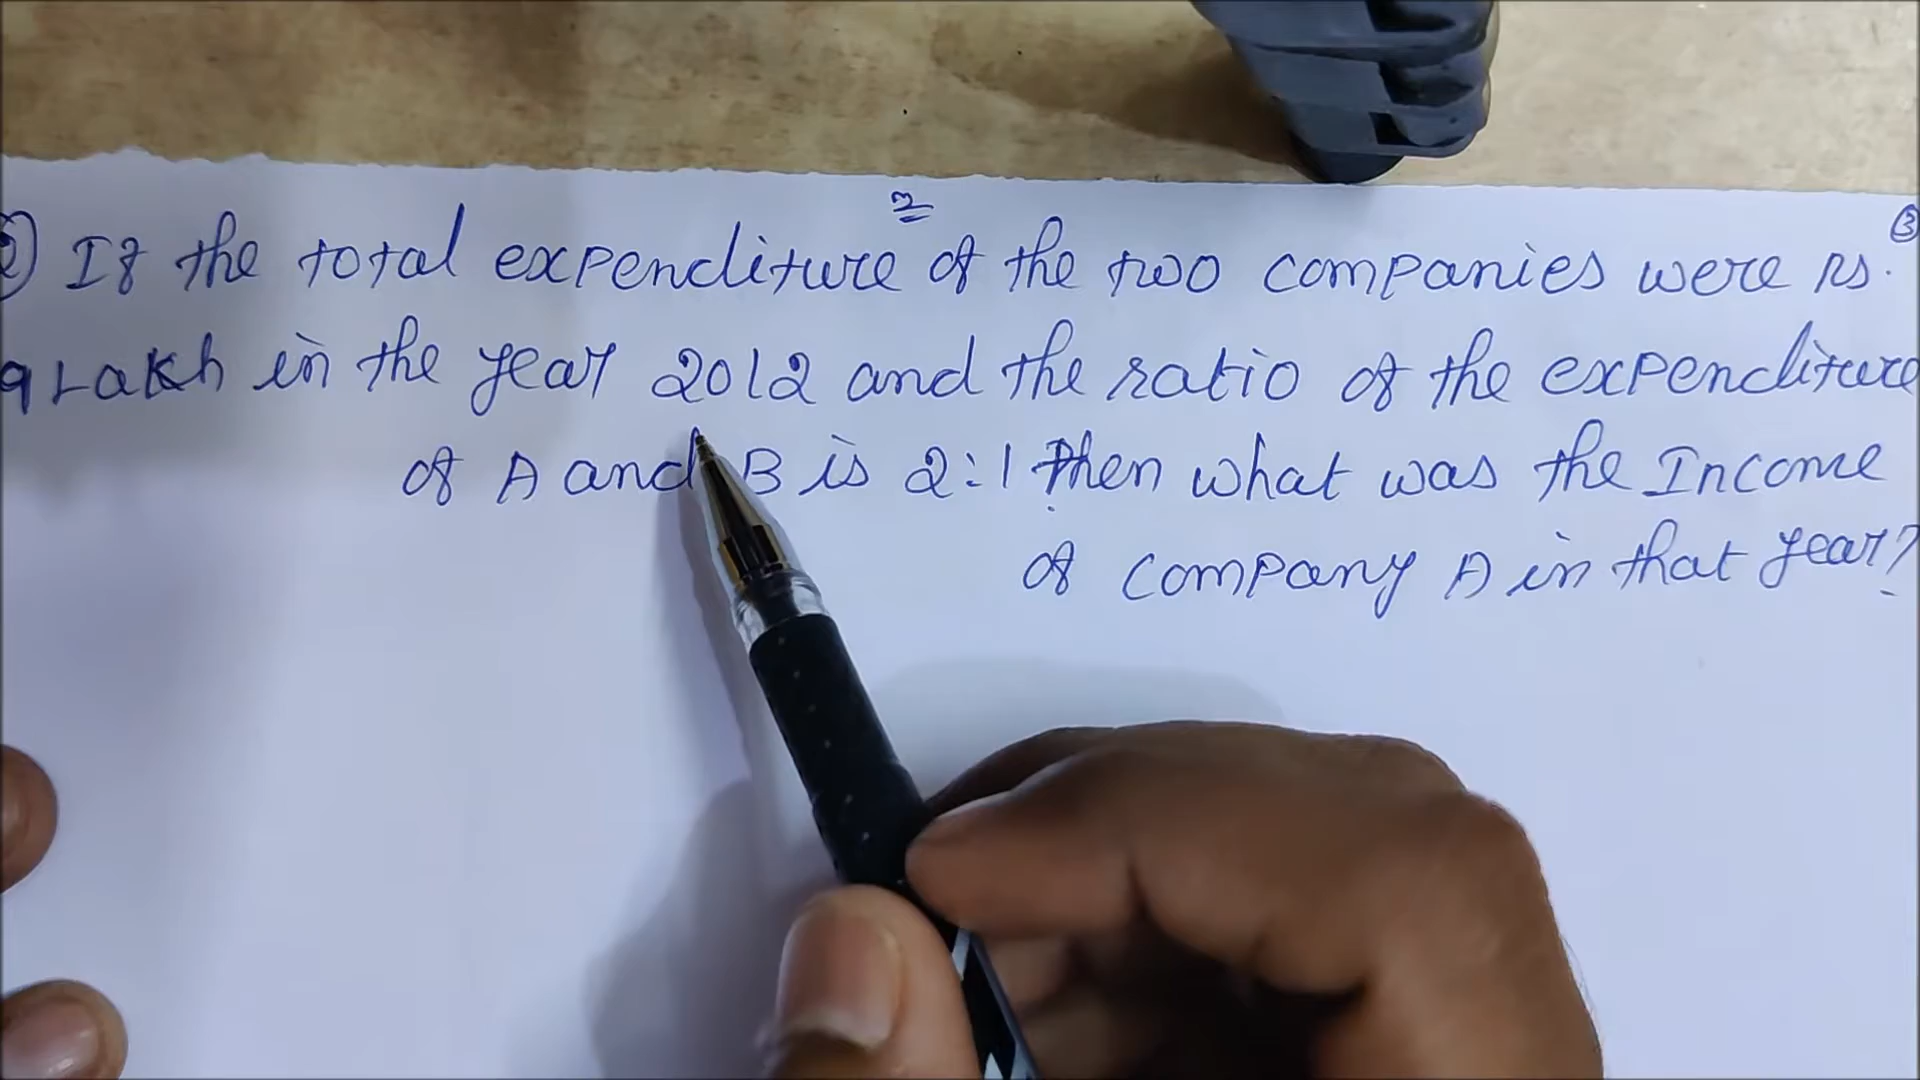 2) If the total expenditure of the two companies were Rs.
9 Lakh in the year 2012 and the ratio of the expenditure
of A and B is 2:1 then what was the Income
of company A in that year?